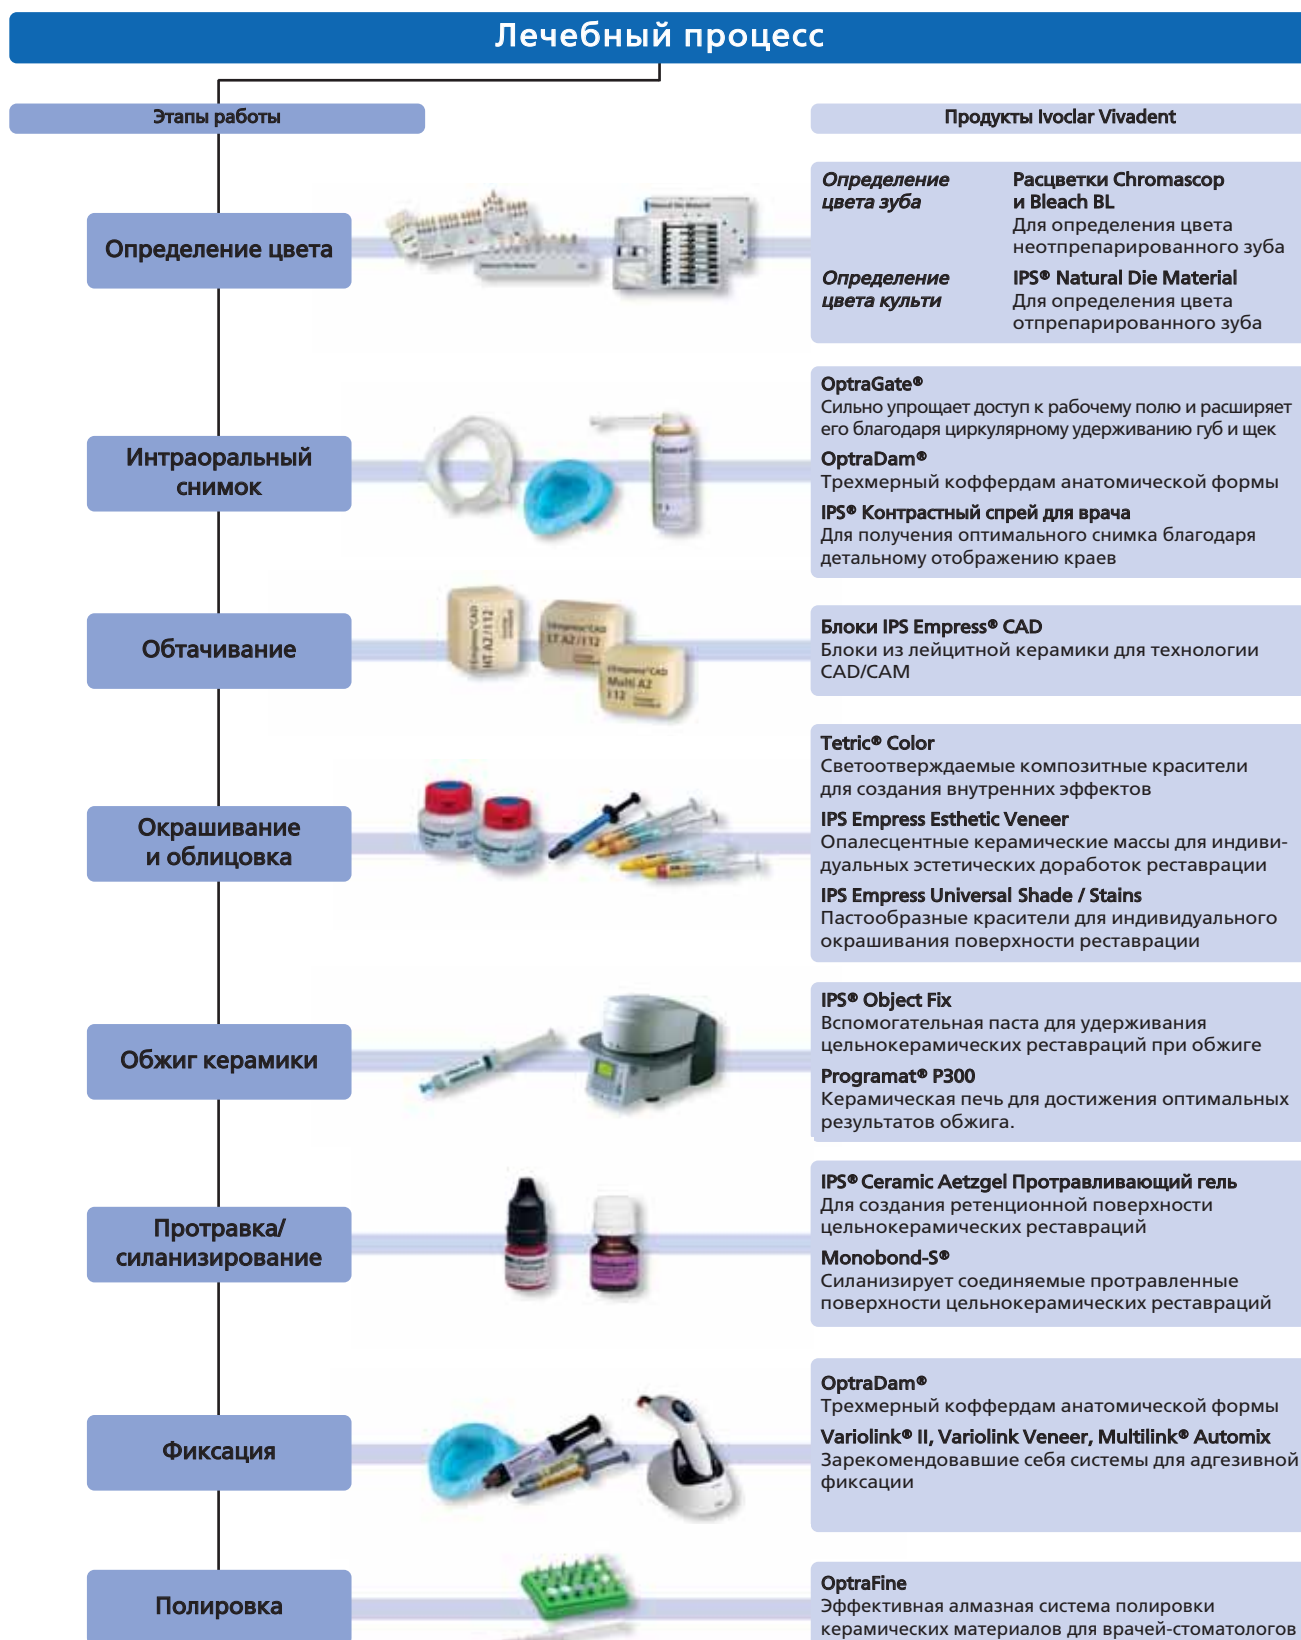 Лечебный процесс
Этапы работы
Продукты Ivoclar Vivadent
Определение цвета
Определение
цвета зуба
Расцветки Chromascop
и Bleach BL
Для определения цвета
неотпрепарированного зуба
Определение
цвета культи
IPS® Natural Die Material
Для определения цвета
отпрепарированного зуба
Интраоральный
снимок
OptraGate®
Сильно упрощает доступ к рабочему полю и расширяет
его благодаря циркулярному удерживанию губ и щек
OptraDam®
Трехмерный коффердам анатомической формы
IPS® Контрастный спрей для врача
Для получения оптимального снимка благодаря
детальному отображению краев
Обтачивание
HT A2 / I 12
LT A2 / I 12
Multi A2
I 12
Блоки IPS Empress® CAD
Блоки из лейцитной керамики для технологии
CAD/CAM
Окрашивание
и облицовка
Tetric® Color
Светоотверждаемые композитные красители
для создания внутренних эффектов
IPS Empress Esthetic Veneer
Опалесцентные керамические массы для индиви-
дуальных эстетических доработок реставрации
IPS Empress Universal Shade / Stains
Пастообразные красители для индивидуального
окрашивания поверхности реставрации
Обжиг керамики
IPS® Object Fix
Вспомогательная паста для удерживания
цельнокерамических реставраций при обжиге
Programat® P300
Керамическая печь для достижения оптимальных
результатов обжига.
Протравка/
силанизирование
IPS® Ceramic Aetzgel Протравливающий гель
Для создания ретенционной поверхности
цельнокерамических реставраций
Monobond-S®
Силанизирует соединяемые протравленные
поверхности цельнокерамических реставраций
Фиксация
OptraDam®
Трехмерный коффердам анатомической формы
Variolink® II, Variolink Veneer, Multilink® Automix
Зарекомендовавшие себя системы для адгезивной
фиксации
Полировка
OptraFine
Эффективная алмазная система полировки
керамических материалов для врачей-стоматологов